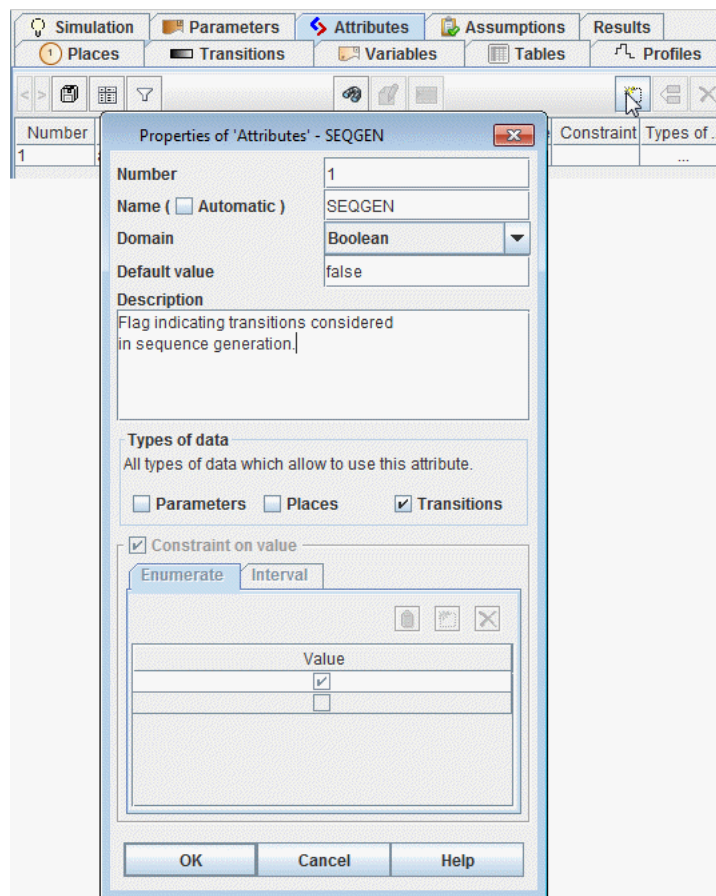 Simulation Parameters Attributes Assumptions Results
1 Places Transitions Variables Tables Profiles
Number Constraint Types of ..
1 ...
Properties of 'Attributes' - SEQGEN
Number 1
Name ( Automatic ) SEQGEN
Domain Boolean
Default value false
Description
Flag indicating transitions considered
in sequence generation.
Types of data
All types of data which allow to use this attribute.
Parameters Places Transitions
Constraint on value
Enumerate Interval
Value
OK Cancel Help